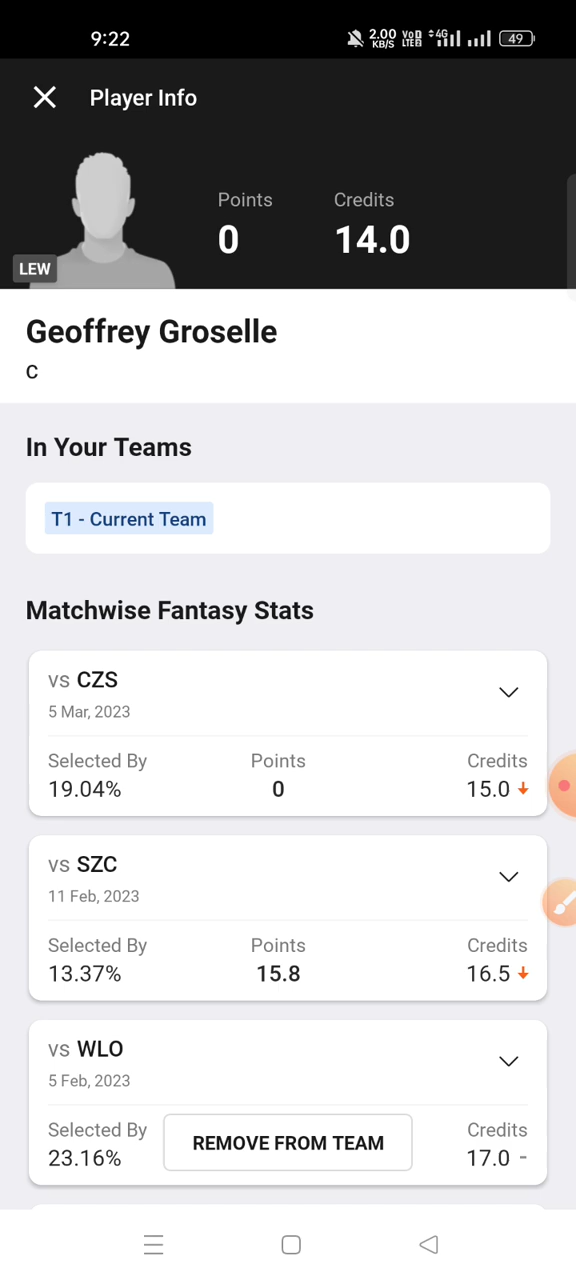 9:22
2.00 KB/S VoD LTE2 4G 49
Player Info
Points Credits
0 14.0
LEW
Geoffrey Groselle
C
In Your Teams
T1 - Current Team
Matchwise Fantasy Stats
vs CZS
5 Mar, 2023
Selected By Points Credits
19.04% 0 15.0
vs SZC
11 Feb, 2023
Selected By Points Credits
13.37% 15.8 16.5
vs WLO
5 Feb, 2023
Selected By Credits
23.16% 17.0 -
REMOVE FROM TEAM